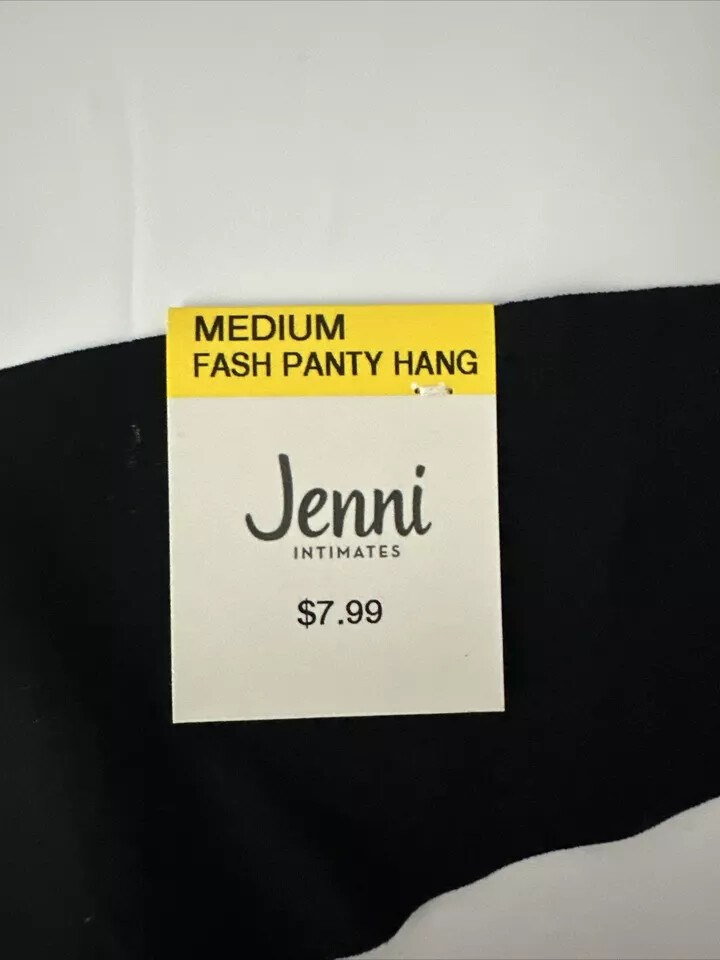 MEDIUM
FASH PANTY HANG
Jenni
INTIMATES
$7.99